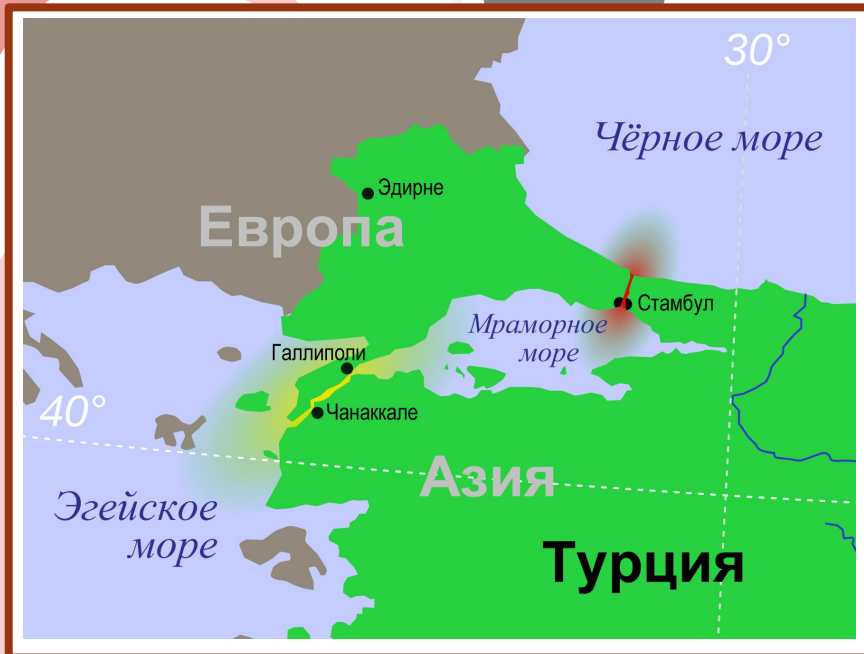 30°
Чёрное море
Эдирне
Европа
Стамбул
Мраморное
море
Галлиполи
Чанаккале
40°
Азия
Эгейское
море
Турция